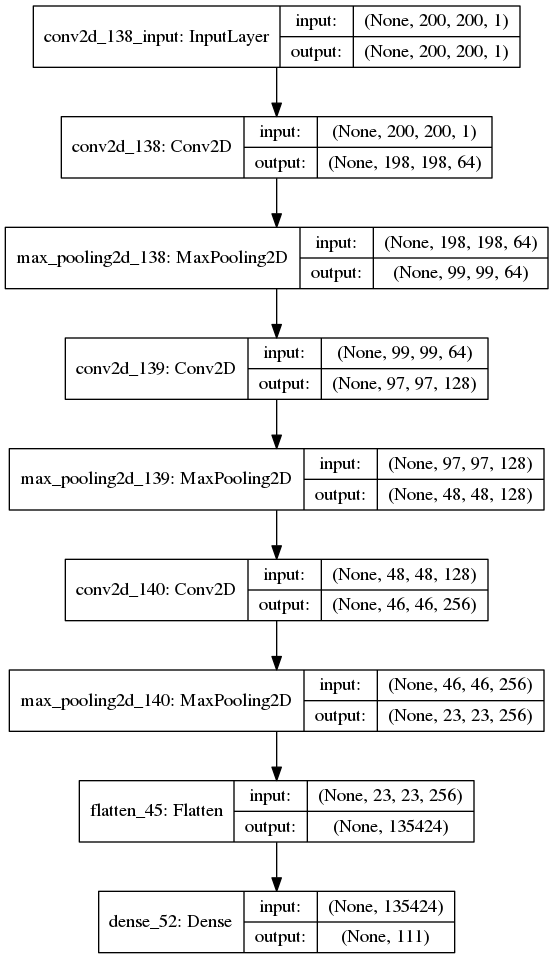 conv2d_138_input: InputLayer input: (None, 200, 200, 1)
output: (None, 200, 200, 1)
conv2d_138: Conv2D input: (None, 200, 200, 1)
output: (None, 198, 198, 64)
max_pooling2d_138: MaxPooling2D input: (None, 198, 198, 64)
output: (None, 99, 99, 64)
conv2d_139: Conv2D input: (None, 99, 99, 64)
output: (None, 97, 97, 128)
max_pooling2d_139: MaxPooling2D input: (None, 97, 97, 128)
output: (None, 48, 48, 128)
conv2d_140: Conv2D input: (None, 48, 48, 128)
output: (None, 46, 46, 256)
max_pooling2d_140: MaxPooling2D input: (None, 46, 46, 256)
output: (None, 23, 23, 256)
flatten_45: Flatten input: (None, 23, 23, 256)
output: (None, 135424)
dense_52: Dense input: (None, 135424)
output: (None, 111)